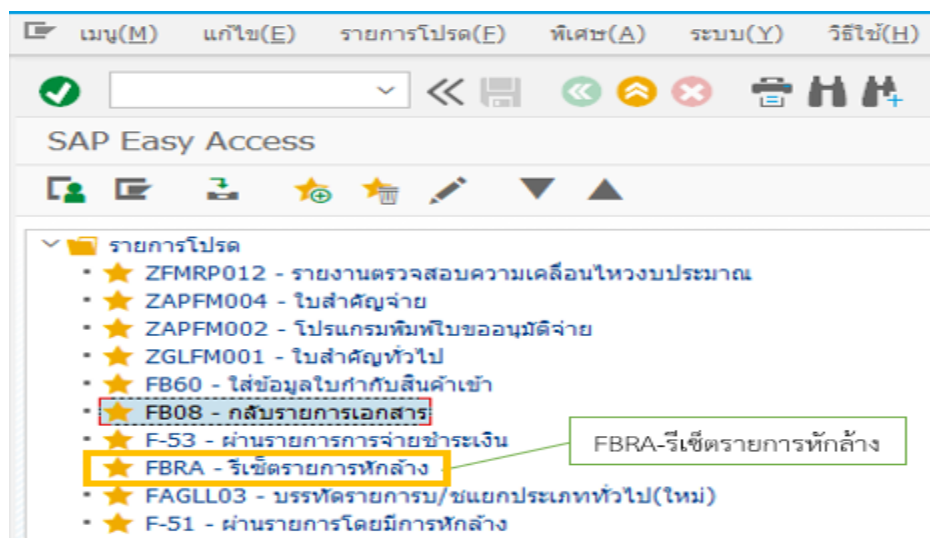 เมนู(M) แก้ไข(E) รายการโปรด(F) พิเศษ(A) ระบบ(Y) วิธีใช้(H)
SAP Easy Access
รายการโปรด
ZFMRP012 - รายงานตรวจสอบความเคลื่อนไหวงบประมาณ
ZAPFM004 - ใบสำคัญจ่าย
ZAPFM002 - โปรแกรมพิมพ์ใบขออนุมัติจ่าย
ZGLFM001 - ใบสำคัญทั่วไป
FB60 - ใส่ข้อมูลใบกำกับสินค้าเข้า
FB08 - กลับรายการเอกสาร
F-53 - ผ่านรายการการจ่ายชำระเงิน
FBRA-รีเซ็ตรายการหักล้าง
FBRA - รีเซ็ตรายการหักล้าง
FAGLL03 - บรรทัดรายการบ/ชแยกประเภททั่วไป(ใหม่)
F-51 - ผ่านรายการโดยมีการหักล้าง